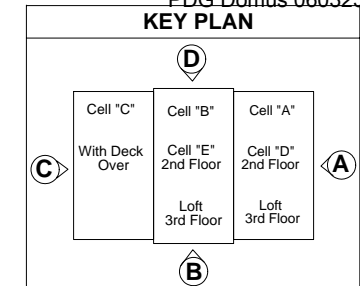 KEY PLAN
D
Cell "C"
With Deck
Over
Cell "B"
Cell "E"
2nd Floor
Loft
3rd Floor
Cell "A"
Cell "D"
2nd Floor
Loft
3rd Floor
C
A
B